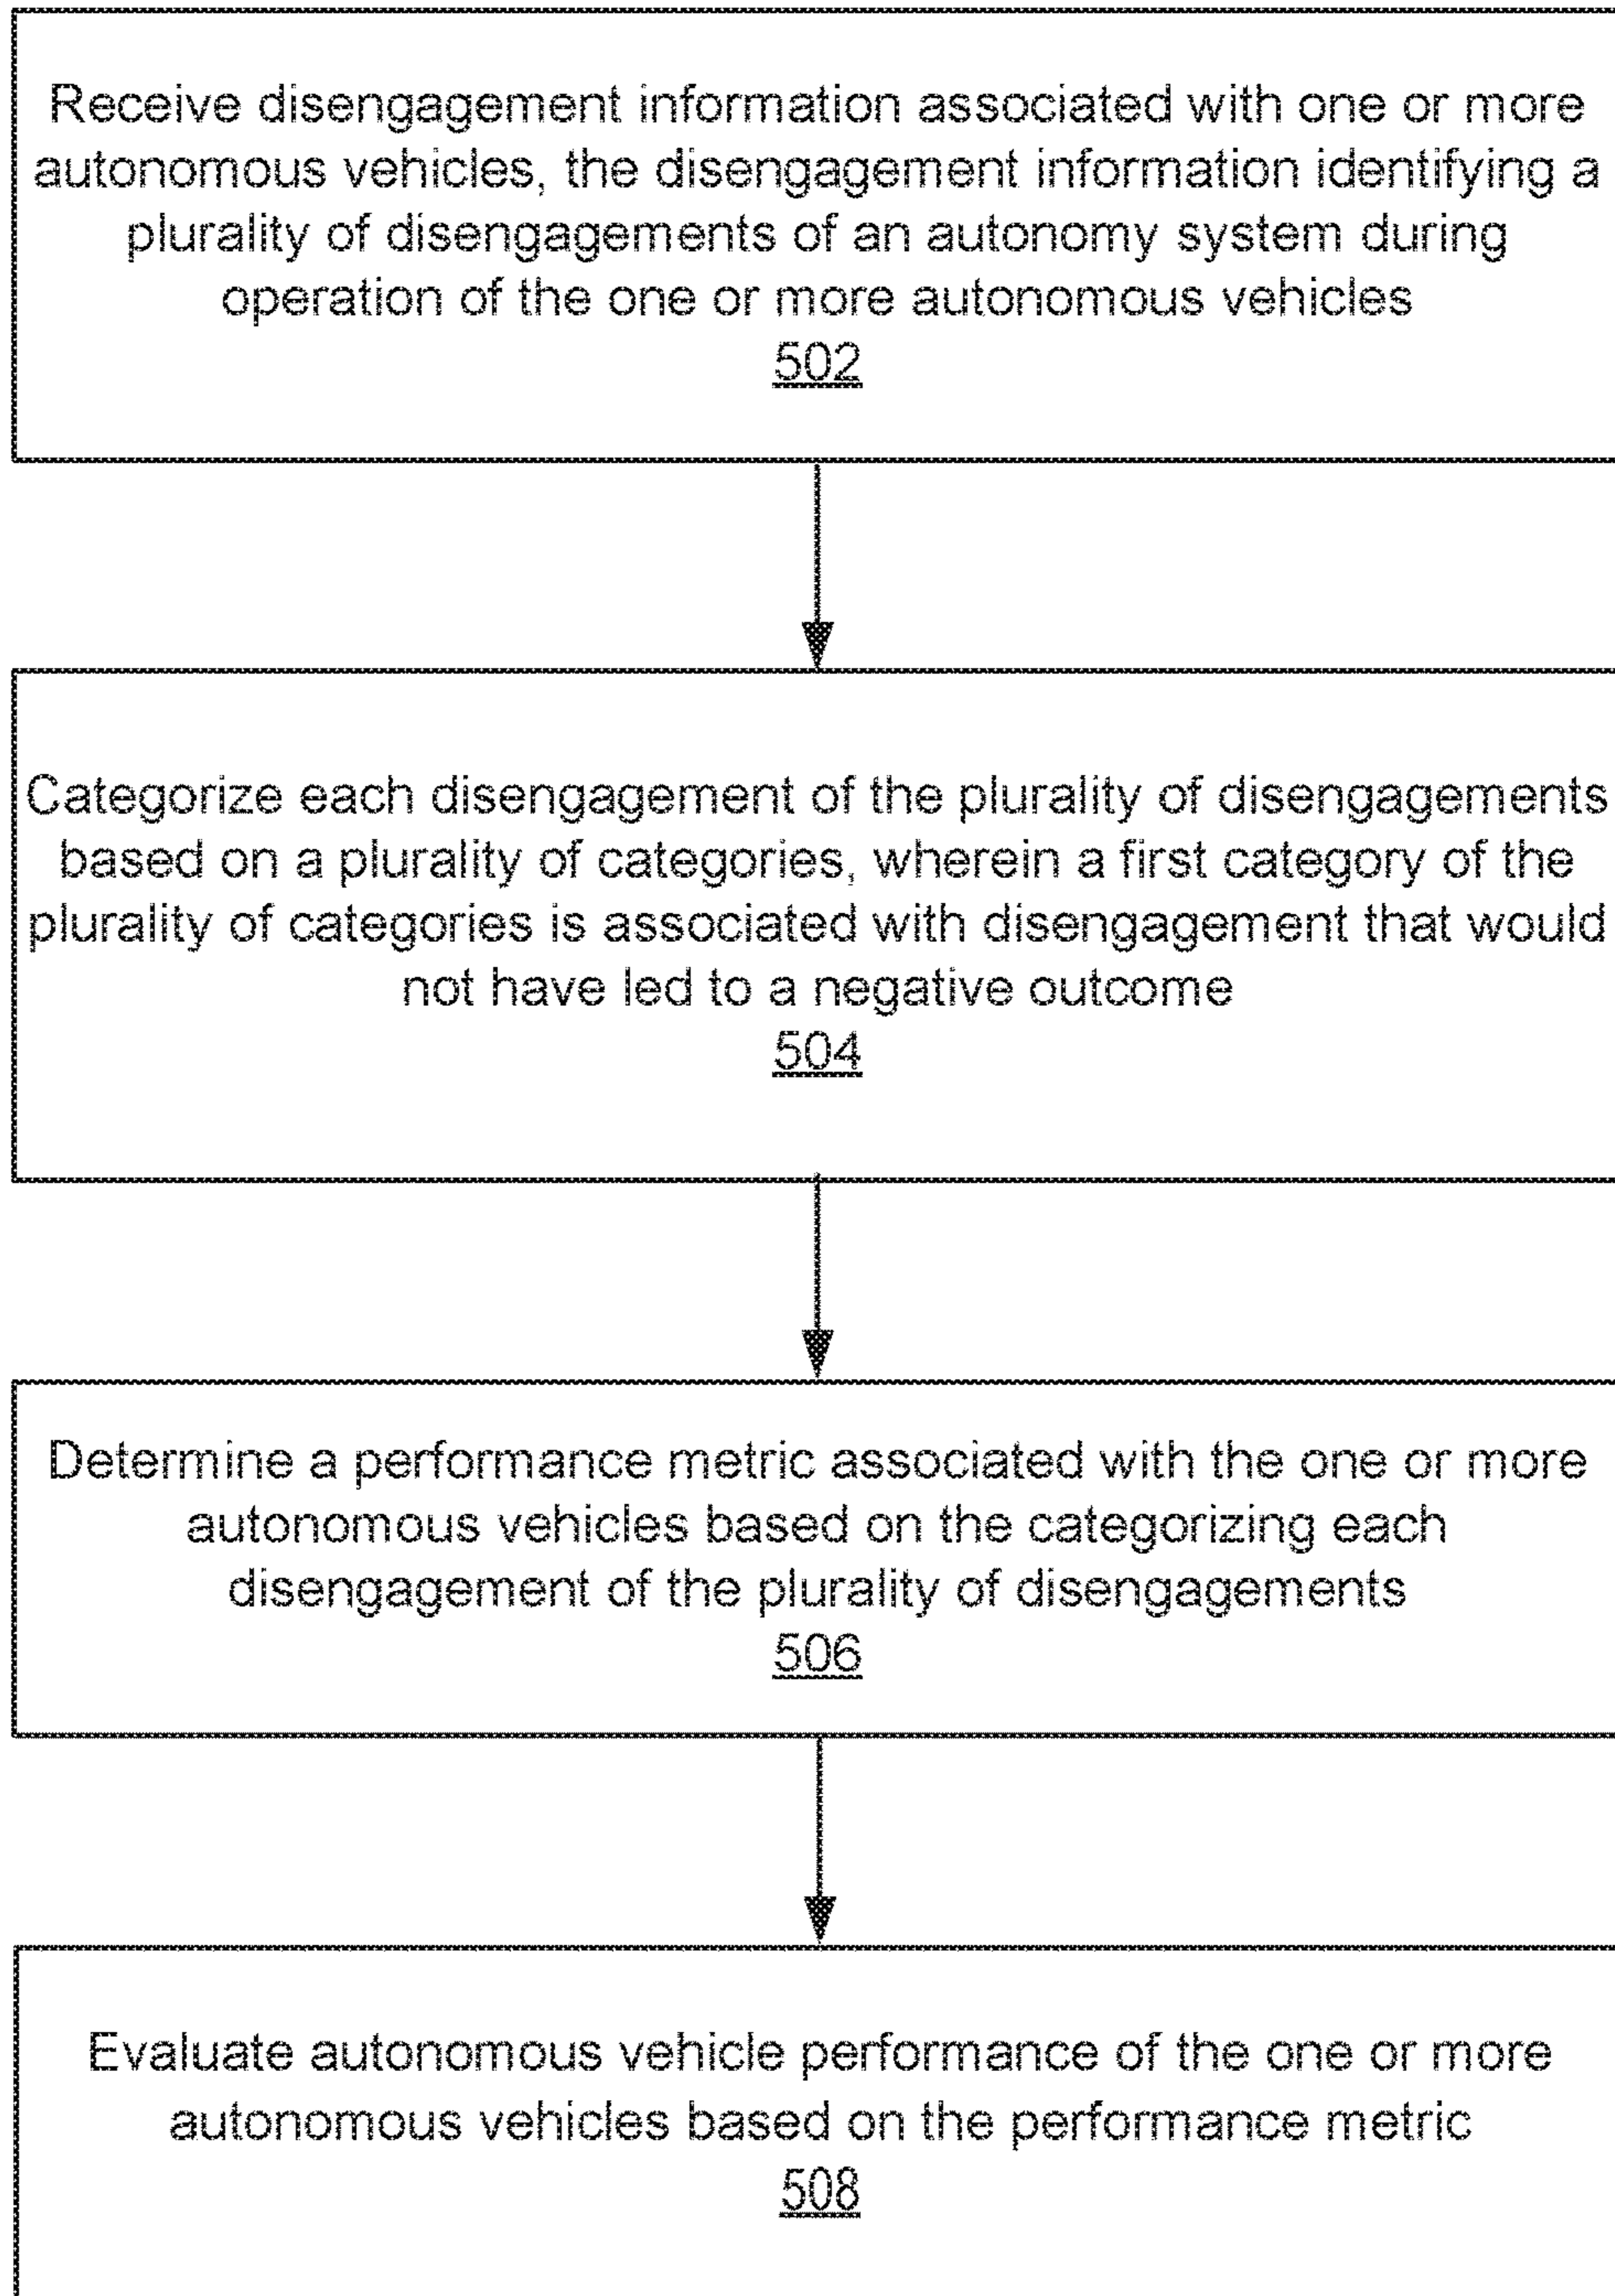 Receive disengagement information associated with one or more
autonomous vehicles, the disengagement information identifying a
plurality of disengagements of an autonomy system during
operation of the one or more autonomous vehicles
502
Categorize each disengagement of the plurality of disengagements
based on a plurality of categories, wherein a first category of the
plurality of categories is associated with disengagement that would
not have led to a negative outcome
504
Determine a performance metric associated with the one or more
autonomous vehicles based on the categorizing each
disengagement of the plurality of disengagements
506
Evaluate autonomous vehicle performance of the one or more
autonomous vehicles based on the performance metric
508